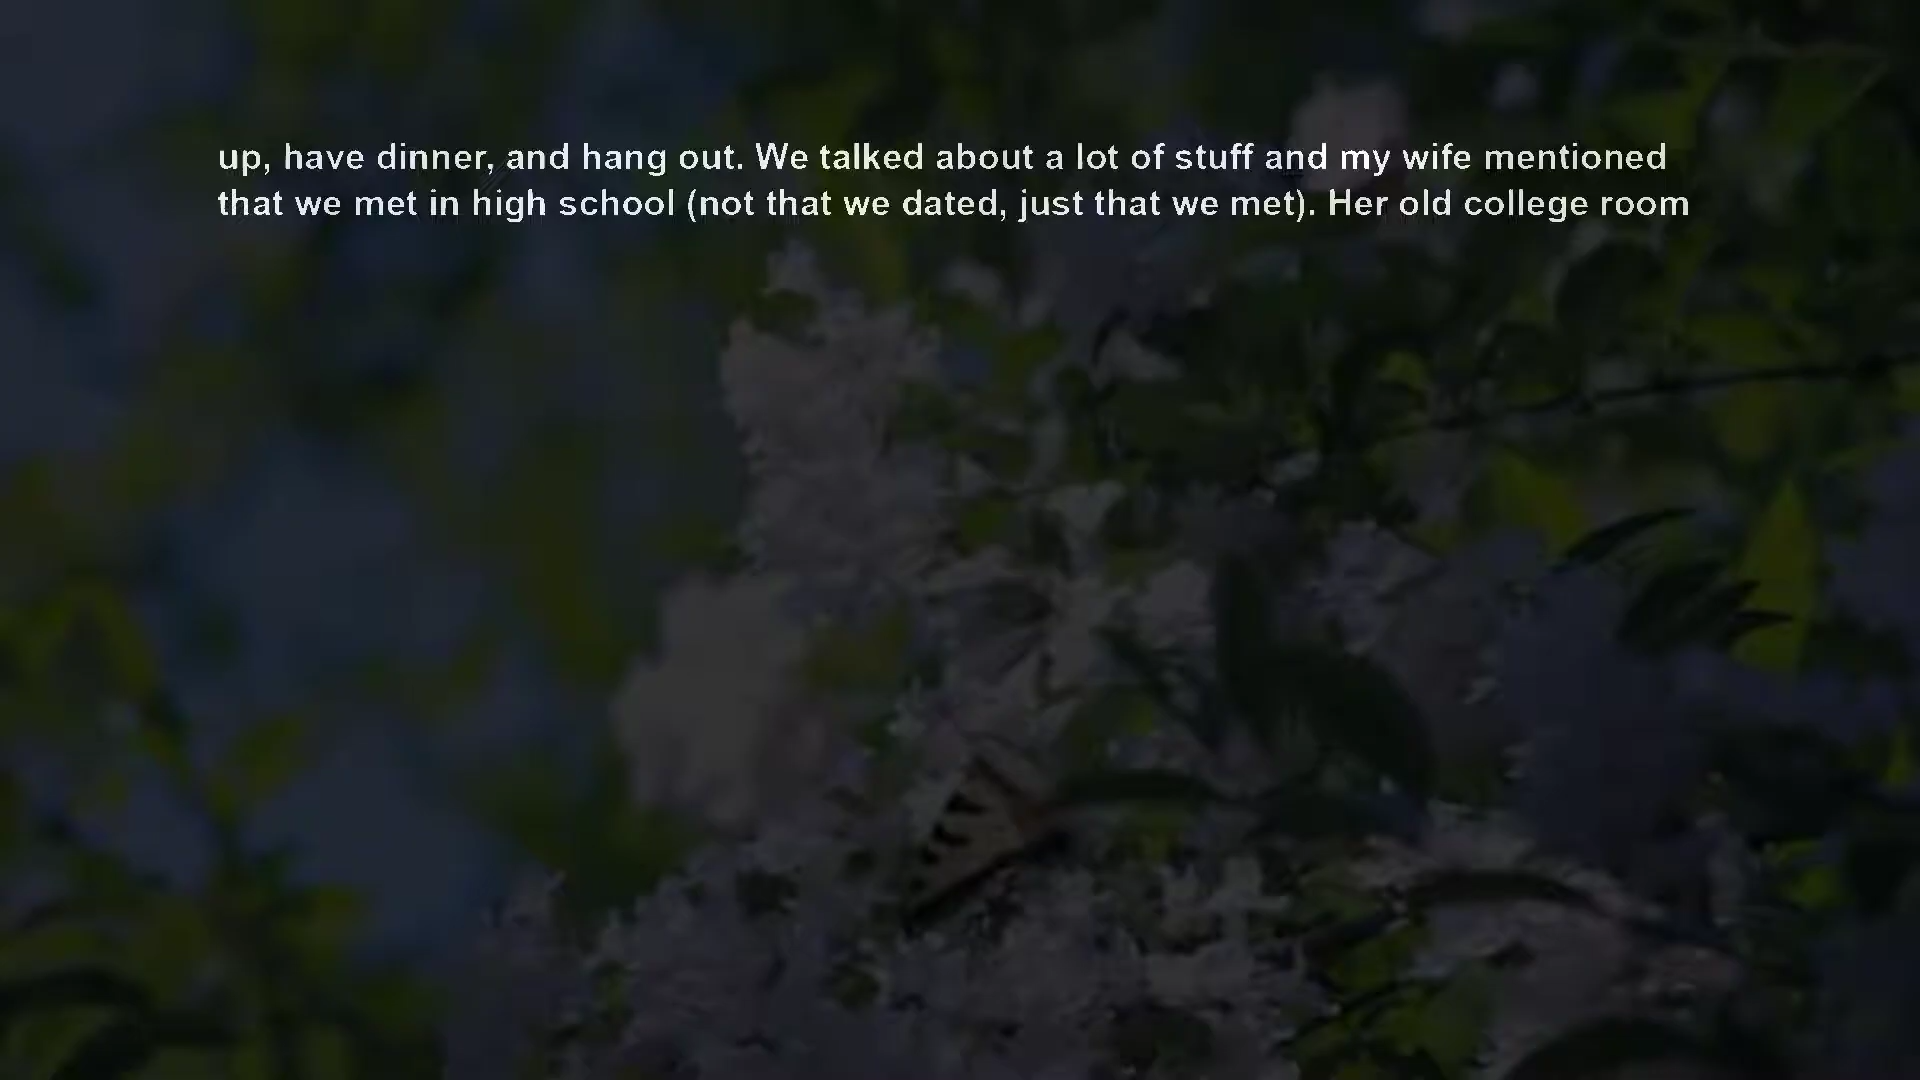 up, have dinner, and hang out. We talked about a lot of stuff and my wife mentioned
that we met in high school (not that we dated, just that we met). Her old college room